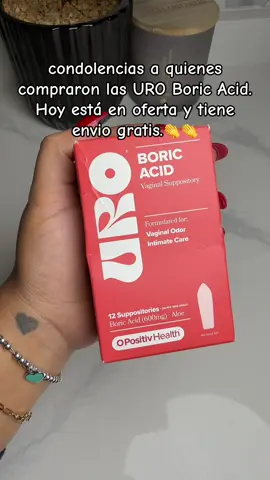 condolencias a quienes
compraron las URO Boric Acid.
Hoy está en oferta y tiene
envio gratis.👏👏
URO
BORIC
ACID
Vaginal Suppository
Formulated for:
Vaginal Odor
Intimate Care
12 Suppositories
Boric Acid (600mg) · Aloe
O Positiv Health